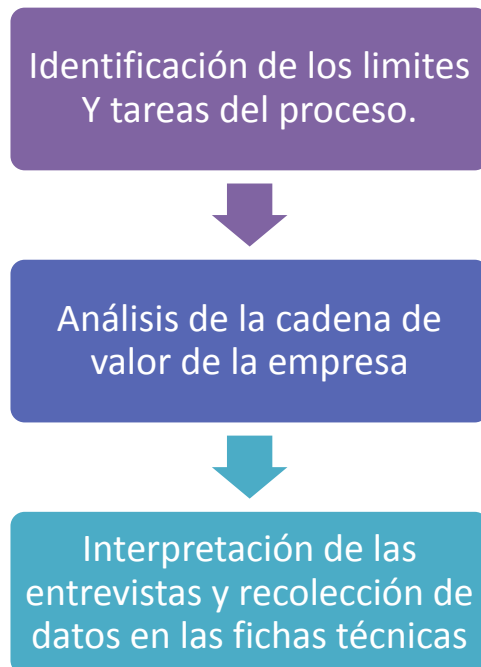 Identificación de los limites
Y tareas del proceso.
Análisis de la cadena de
valor de la empresa
Interpretación de las
entrevistas y recolección de
datos en las fichas técnicas